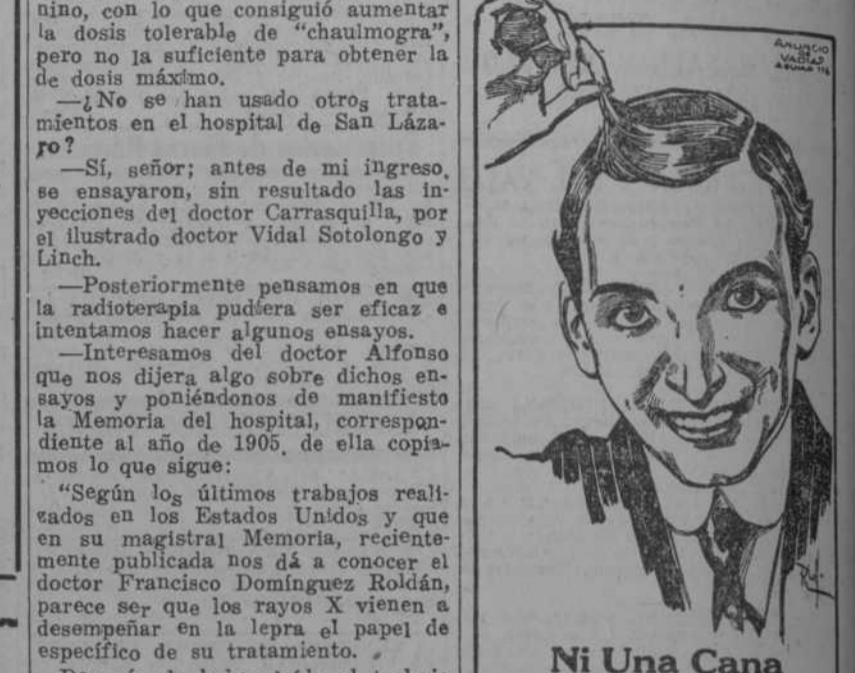 nino, con lo que consiguió aumentar
la dosis tolerable de “chaulmogra”,
pero no la suficiente para obtener la
de dosis máximo.
—¿No se han usado otros trata-
mientos en el hospital de San Láza-
ro?
—Sí, señor; antes de mi ingreso,
se ensayaron, sin resultado las in-
yecciones del doctor Carrasquilla, por
el ilustrado doctor Vidal Sotolongo y
Linch.
—Posteriormente pensamos en que
la radioterapia pudiera ser eficaz e
intentamos hacer algunos ensayos.
—Interesamos del doctor Alfonso
que nos dijera algo sobre dichos en-
sayos y poniéndonos de manifiesto
la Memoria del hospital, correspon-
diente al año de 1905, de ella copia-
mos lo que sigue:
“Según los últimos trabajos reali-
zados en los Estados Unidos y que
en su magistral Memoria, reciente-
mente publicada nos dá a conocer el
doctor Francisco Domínguez Roldán,
parece ser que los rayos X vienen a
desempeñar en la lepra el papel de
específico de su tratamiento.
ANUNCIO
DE
VADIA
AGUIAR 116
Ni Una Cana